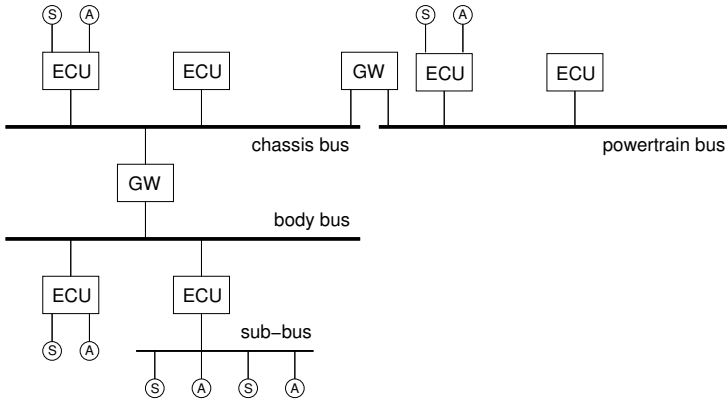 S A S A
ECU ECU GW ECU ECU
chassis bus powertrain bus
GW
body bus
ECU ECU
sub−bus
S A
S A S A